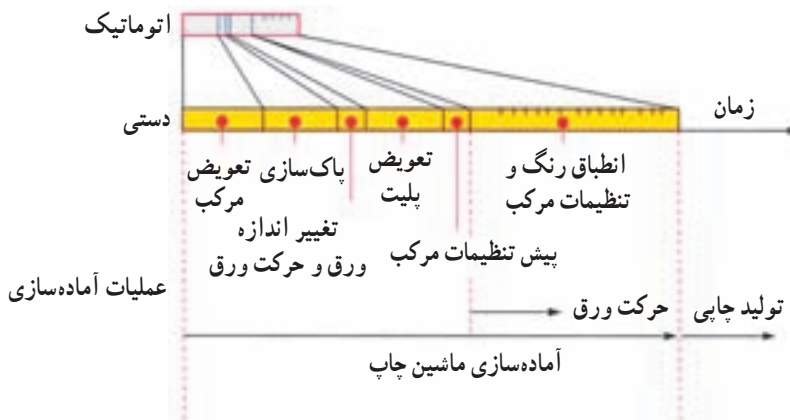 اتوماتیک
زمان
دستی
تعویض
مرکب
پاک‌سازی
تغییر اندازه
ورق و حرکت ورق
تعویض
پلیت
پیش تنظیمات مرکب
انطباق رنگ و
تنظیمات مرکب
عملیات آماده‌سازی
حرکت ورق
تولید چاپی
آماده‌سازی ماشین چاپ